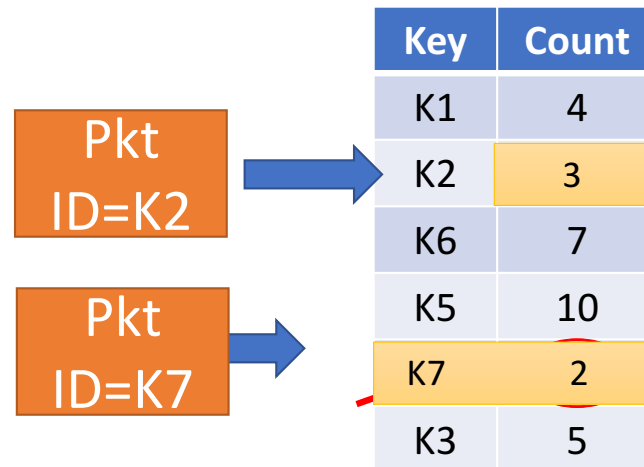 Pkt
ID=K2
Pkt
ID=K7
Key Count
K1 4
K2 3
K6 7
K5 10
K7 2
K3 5